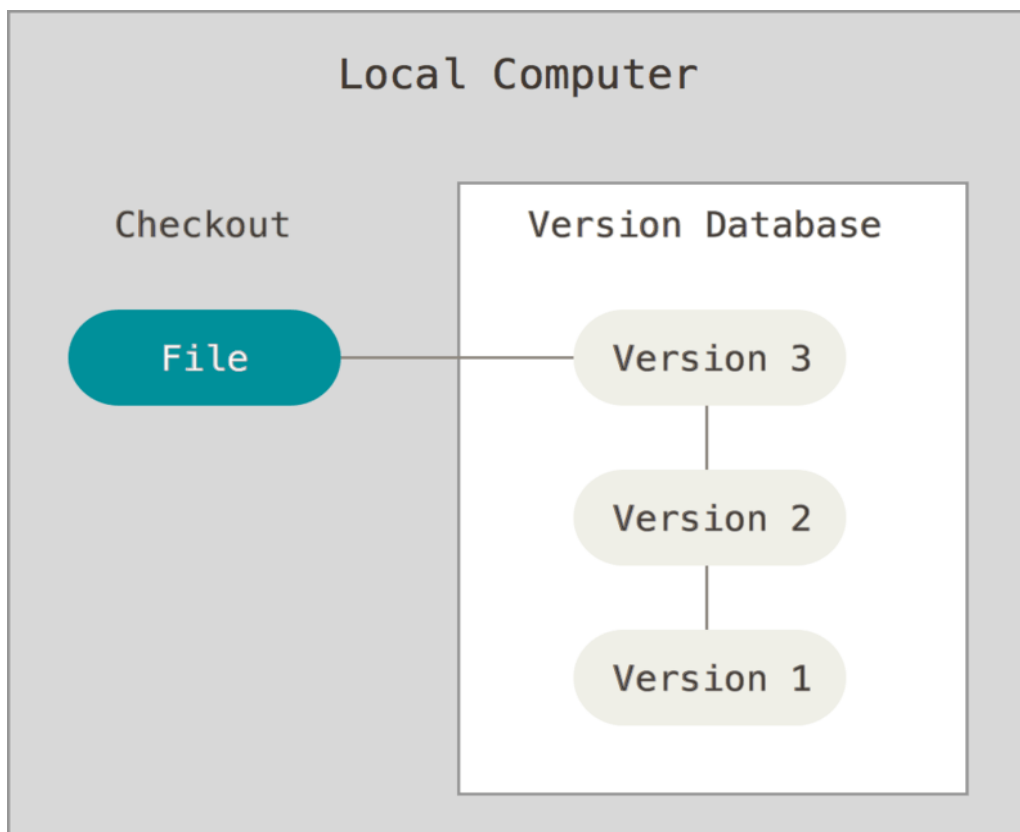 Local Computer
Checkout
Version Database
File
Version 3
Version 2
Version 1